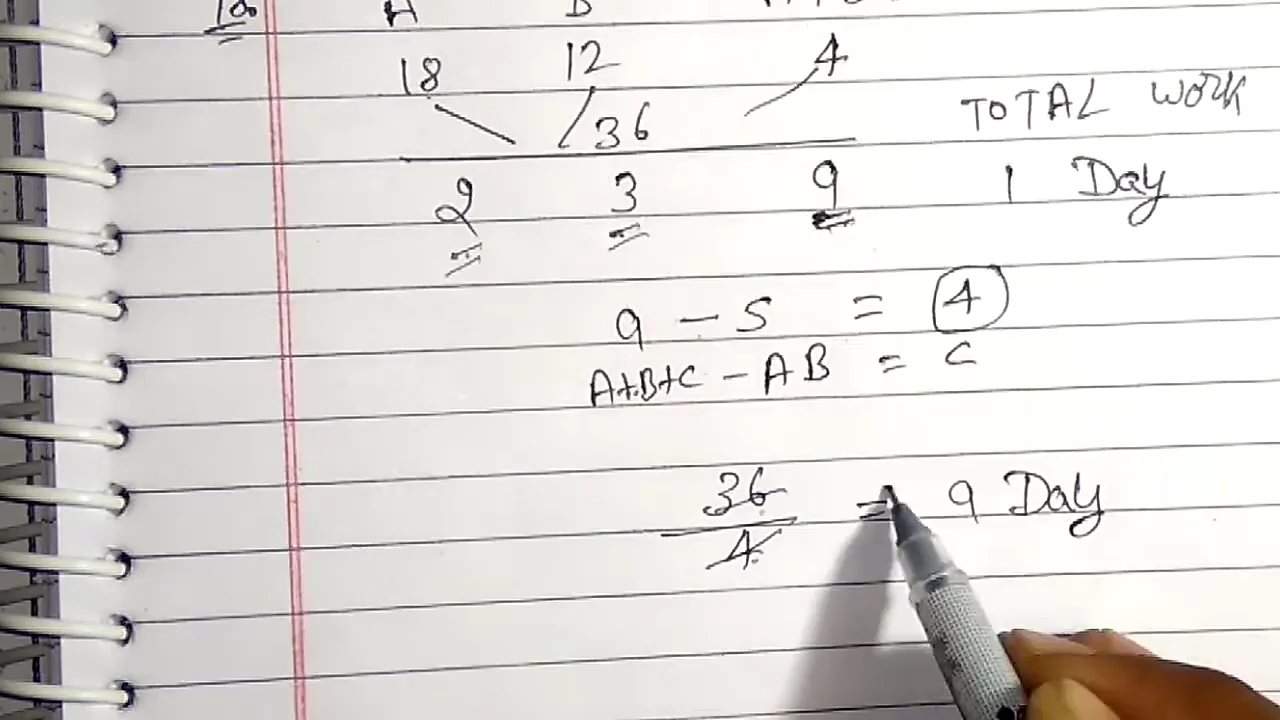 18 12 4
36 TOTAL WORK
2 3 9 1 Day
9 - 5 = 4
A+B+C - AB = C
36
4 = 9 Day